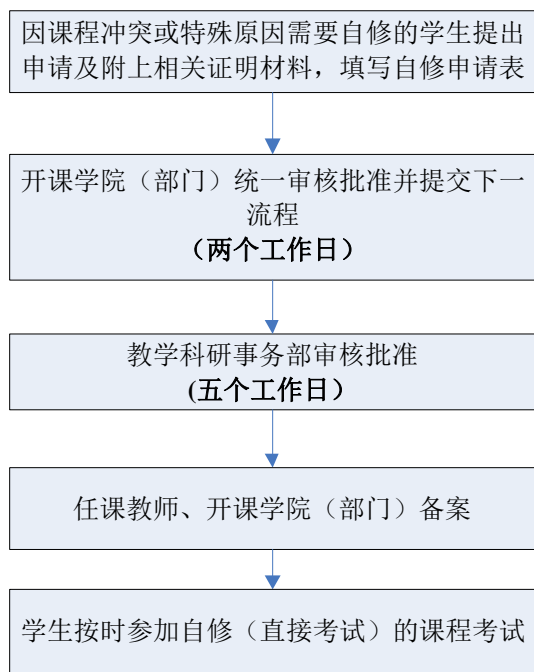 因课程冲突或特殊原因需要自修的学生提出
申请及附上相关证明材料，填写自修申请表
开课学院（部门）统一审核批准并提交下一
流程
（两个工作日）
教学科研事务部审核批准
(五个工作日）
任课教师、开课学院（部门）备案
学生按时参加自修（直接考试）的课程考试